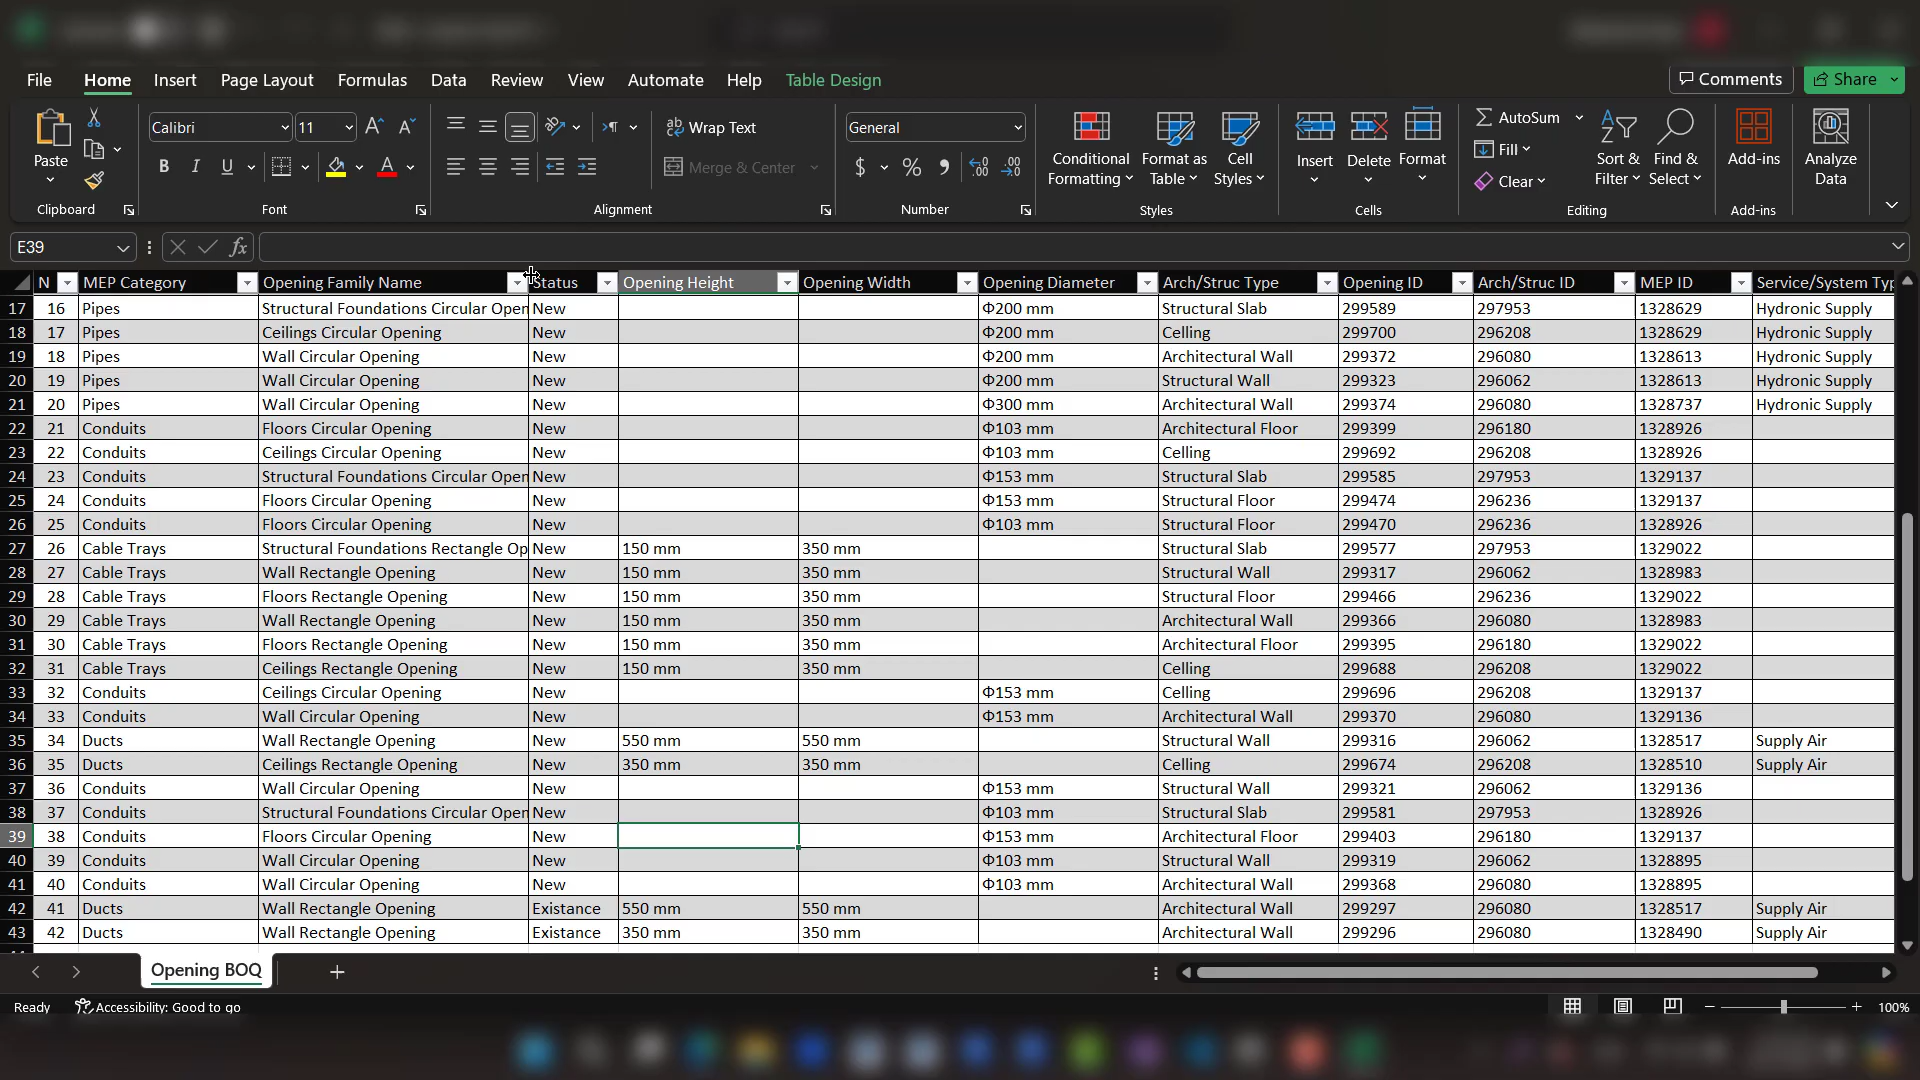 File Home Insert Page Layout Formulas Data Review View Automate Help Table Design Comments Share
Paste Calibri 11 Wrap Text General Conditional Formatting Format as Table Cell Styles Insert Delete Format AutoSum Sort & Filter Find & Select Add-ins Analyze Data
B I U A Merge & Center $ % Fill
Clear
Clipboard Font Alignment Number Styles Cells Editing Add-ins
E39 fx
N MEP Category Opening Family Name Status Opening Height Opening Width Opening Diameter Arch/Struc Type Opening ID Arch/Struc ID MEP ID Service/System Typ
17 16 Pipes Structural Foundations Circular Open New Φ200 mm Structural Slab 299589 297953 1328629 Hydronic Supply
18 17 Pipes Ceilings Circular Opening New Φ200 mm Celling 299700 296208 1328629 Hydronic Supply
19 18 Pipes Wall Circular Opening New Φ200 mm Architectural Wall 299372 296080 1328613 Hydronic Supply
20 19 Pipes Wall Circular Opening New Φ200 mm Structural Wall 299323 296062 1328613 Hydronic Supply
21 20 Pipes Wall Circular Opening New Φ300 mm Architectural Wall 299374 296080 1328737 Hydronic Supply
22 21 Conduits Floors Circular Opening New Φ103 mm Architectural Floor 299399 296180 1328926
23 22 Conduits Ceilings Circular Opening New Φ103 mm Celling 299692 296208 1328926
24 23 Conduits Structural Foundations Circular Open New Φ153 mm Structural Slab 299585 297953 1329137
25 24 Conduits Floors Circular Opening New Φ153 mm Structural Floor 299474 296236 1329137
26 25 Conduits Floors Circular Opening New Φ103 mm Structural Floor 299470 296236 1328926
27 26 Cable Trays Structural Foundations Rectangle Op New 150 mm 350 mm Structural Slab 299577 297953 1329022
28 27 Cable Trays Wall Rectangle Opening New 150 mm 350 mm Structural Wall 299317 296062 1328983
29 28 Cable Trays Floors Rectangle Opening New 150 mm 350 mm Structural Floor 299466 296236 1329022
30 29 Cable Trays Wall Rectangle Opening New 150 mm 350 mm Architectural Wall 299366 296080 1328983
31 30 Cable Trays Floors Rectangle Opening New 150 mm 350 mm Architectural Floor 299395 296180 1329022
32 31 Cable Trays Ceilings Rectangle Opening New 150 mm 350 mm Celling 299688 296208 1329022
33 32 Conduits Ceilings Circular Opening New Φ153 mm Celling 299696 296208 1329137
34 33 Conduits Wall Circular Opening New Φ153 mm Architectural Wall 299370 296080 1329136
35 34 Ducts Wall Rectangle Opening New 550 mm 550 mm Structural Wall 299316 296062 1328517 Supply Air
36 35 Ducts Ceilings Rectangle Opening New 350 mm 350 mm Celling 299674 296208 1328510 Supply Air
37 36 Conduits Wall Circular Opening New Φ153 mm Structural Wall 299321 296062 1329136
38 37 Conduits Structural Foundations Circular Open New Φ103 mm Structural Slab 299581 297953 1328926
39 38 Conduits Floors Circular Opening New Φ153 mm Architectural Floor 299403 296180 1329137
40 39 Conduits Wall Circular Opening New Φ103 mm Structural Wall 299319 296062 1328895
41 40 Conduits Wall Circular Opening New Φ103 mm Architectural Wall 299368 296080 1328895
42 41 Ducts Wall Rectangle Opening Existance 550 mm 550 mm Architectural Wall 299297 296080 1328517 Supply Air
43 42 Ducts Wall Rectangle Opening Existance 350 mm 350 mm Architectural Wall 299296 296080 1328490 Supply Air
Opening BOQ
Ready Accessibility: Good to go 100%